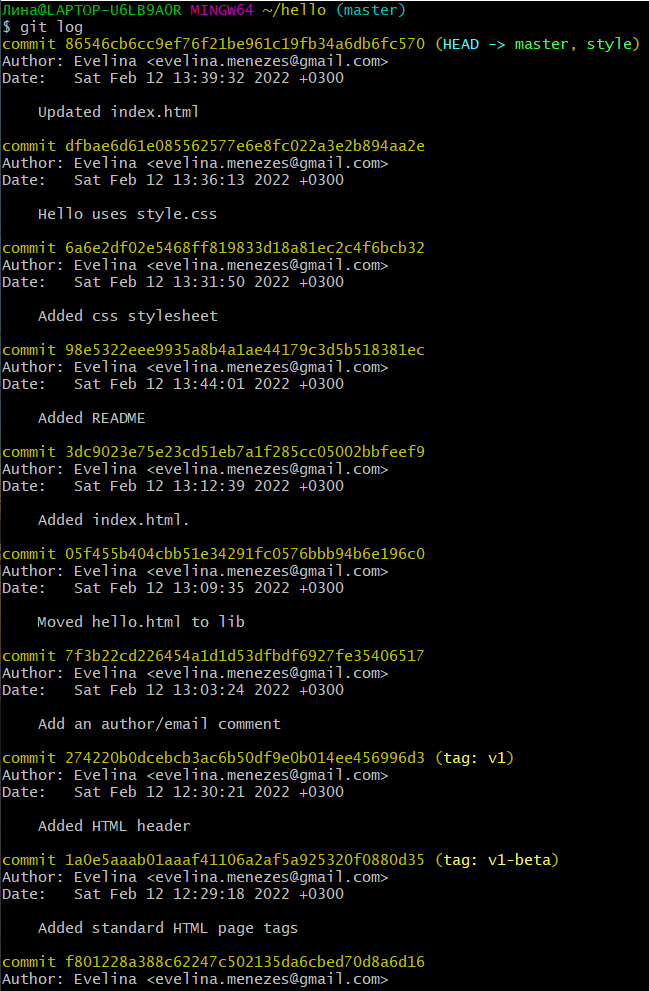 Лина@LAPTOP-U6LB9AOR MINGW64 ~/hello (master)
$ git log
commit 86546cb6cc9ef76f21be961c19fb34a6db6fc570 (HEAD -> master, style)
Author: Evelina <evelina.menezes@gmail.com>
Date:   Sat Feb 12 13:39:32 2022 +0300

    Updated index.html

commit dfbae6d61e085562577e6e8fc022a3e2b894aa2e
Author: Evelina <evelina.menezes@gmail.com>
Date:   Sat Feb 12 13:36:13 2022 +0300

    Hello uses style.css

commit 6a6e2df02e5468ff819833d18a81ec2c4f6bcb32
Author: Evelina <evelina.menezes@gmail.com>
Date:   Sat Feb 12 13:31:50 2022 +0300

    Added css stylesheet

commit 98e5322eee9935a8b4a1ae44179c3d5b518381ec
Author: Evelina <evelina.menezes@gmail.com>
Date:   Sat Feb 12 13:44:01 2022 +0300

    Added README

commit 3dc9023e75e23cd51eb7a1f285cc05002bbfeef9
Author: Evelina <evelina.menezes@gmail.com>
Date:   Sat Feb 12 13:12:39 2022 +0300

    Added index.html.

commit 05f455b404cbb51e34291fc0576bbb94b6e196c0
Author: Evelina <evelina.menezes@gmail.com>
Date:   Sat Feb 12 13:09:35 2022 +0300

    Moved hello.html to lib

commit 7f3b22cd226454a1d1d53dfbdf6927fe35406517
Author: Evelina <evelina.menezes@gmail.com>
Date:   Sat Feb 12 13:03:24 2022 +0300

    Add an author/email comment

commit 274220b0dcebcb3ac6b50df9e0b014ee456996d3 (tag: v1)
Author: Evelina <evelina.menezes@gmail.com>
Date:   Sat Feb 12 12:30:21 2022 +0300

    Added HTML header

commit 1a0e5aaab01aaaf41106a2af5a925320f0880d35 (tag: v1-beta)
Author: Evelina <evelina.menezes@gmail.com>
Date:   Sat Feb 12 12:29:18 2022 +0300

    Added standard HTML page tags

commit f801228a388c62247c502135da6cbed70d8a6d16
Author: Evelina <evelina.menezes@gmail.com>